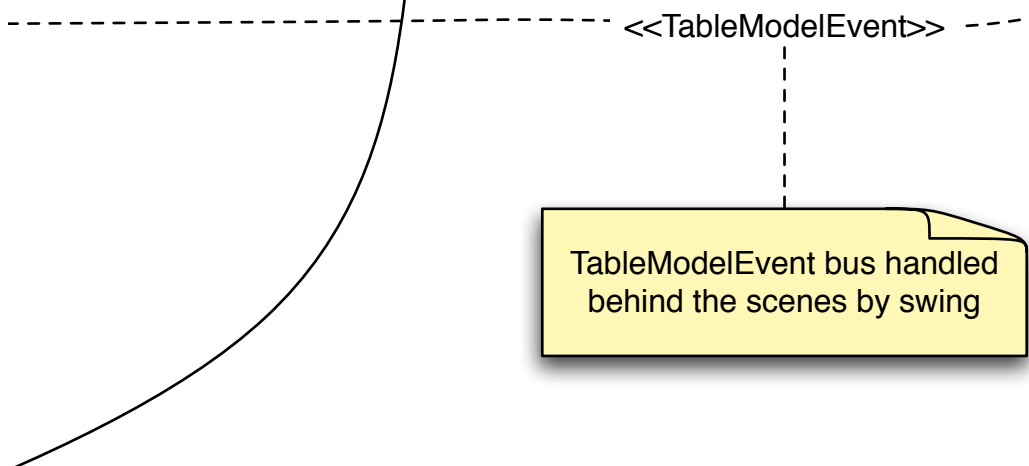 <<TableModelEvent>>
TableModelEvent bus handled
behind the scenes by swing